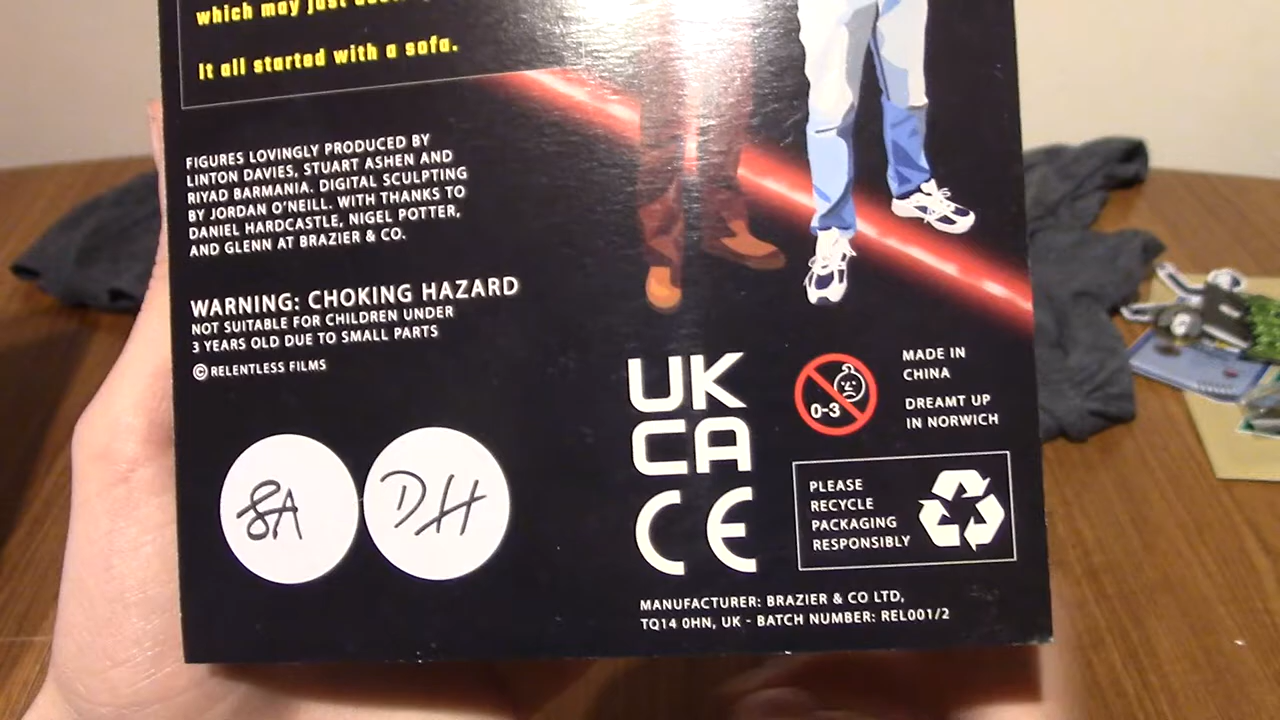 which may just
It all started with a sofa.
FIGURES LOVINGLY PRODUCED BY
LINTON DAVIES, STUART ASHEN AND
RIYAD BARMANIA. DIGITAL SCULPTING
BY JORDAN O'NEILL. WITH THANKS TO
DANIEL HARDCASTLE, NIGEL POTTER,
AND GLENN AT BRAZIER & CO.
WARNING: CHOKING HAZARD
NOT SUITABLE FOR CHILDREN UNDER
3 YEARS OLD DUE TO SMALL PARTS
© RELENTLESS FILMS
SA
DH
UK
CA
CE
0-3
MADE IN
CHINA
DREAMT UP
IN NORWICH
PLEASE
RECYCLE
PACKAGING
RESPONSIBLY
MANUFACTURER: BRAZIER & CO LTD,
TQ14 0HN, UK - BATCH NUMBER: REL001/2